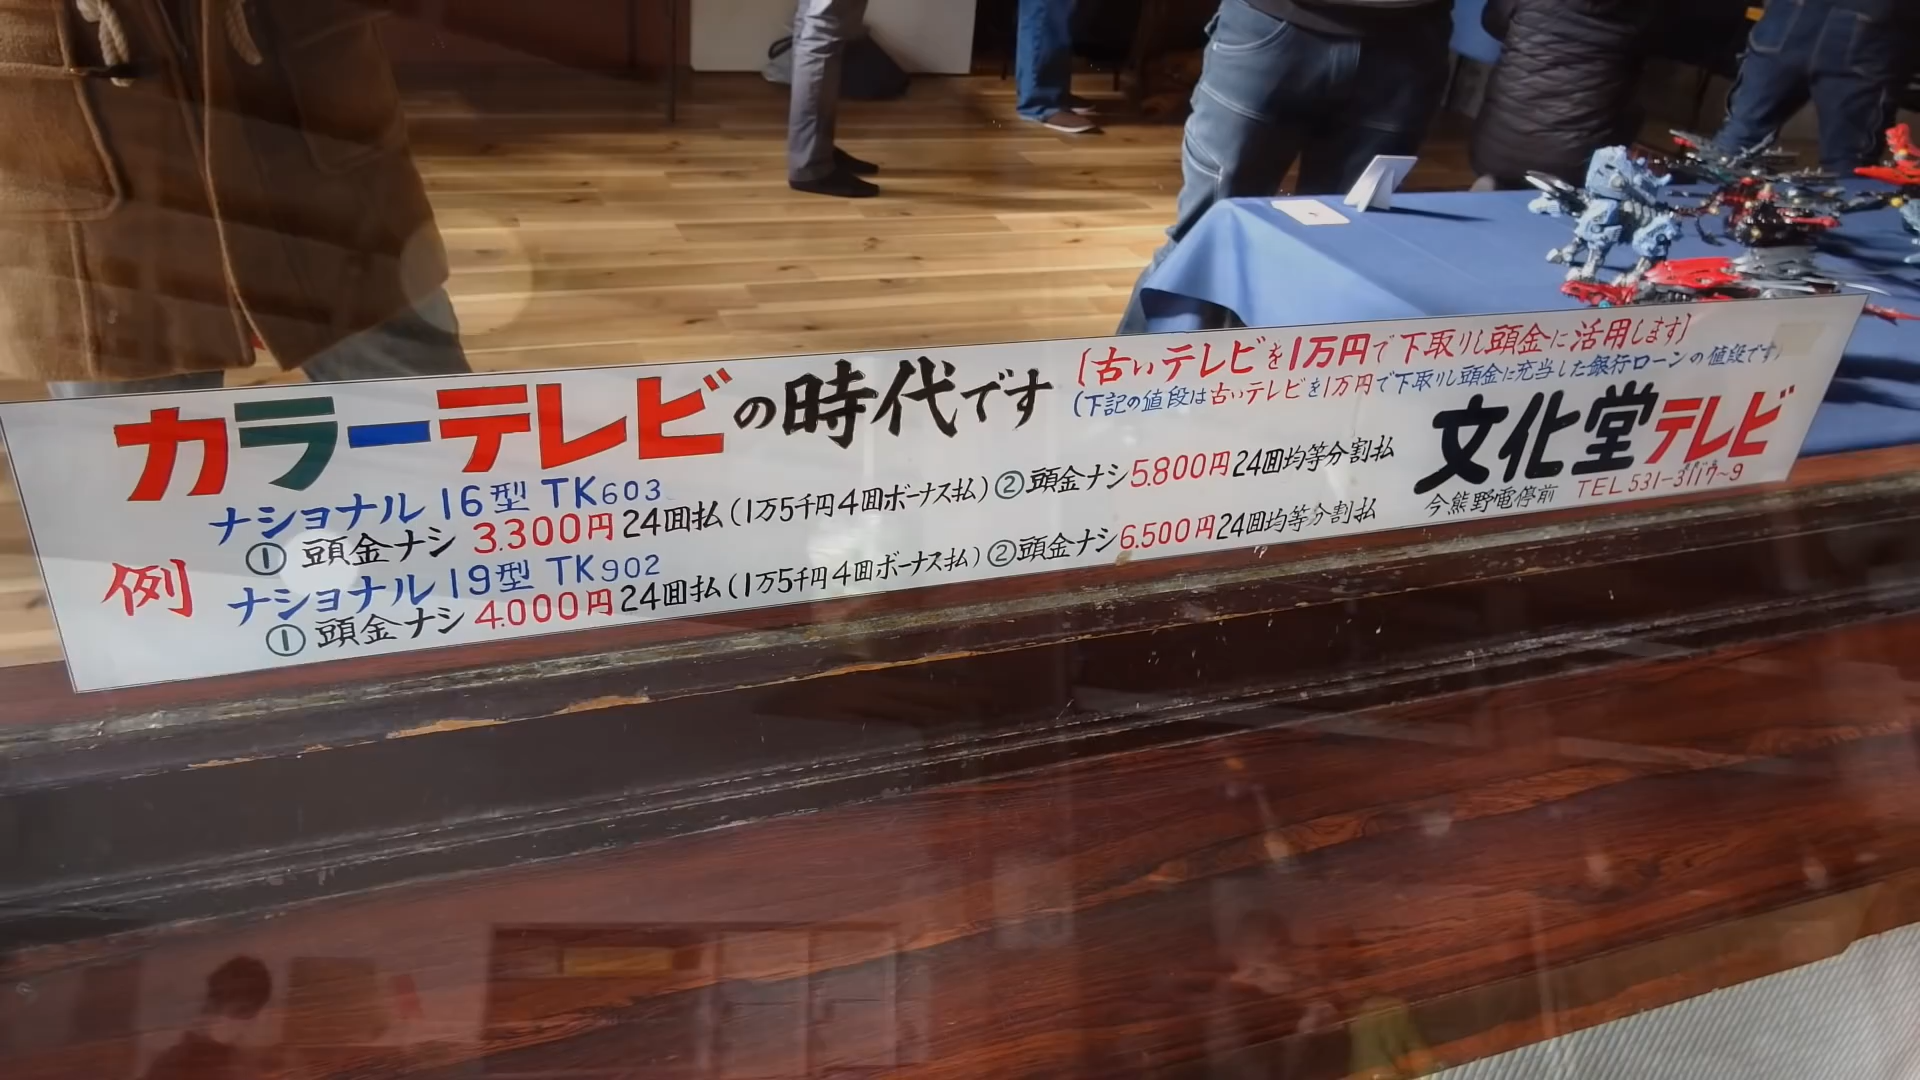 カラーテレビの時代です
〔古いテレビを1万円で下取りし頭金に活用します〕
(下記の値段は古いテレビを1万円で下取りし頭金に充当した銀行ローンの値段です)
例
ナショナル16型 TK603
① 頭金ナシ 3.300円24回払(1万5千円4回ボーナス払)②頭金ナシ5.800円24回均等分割払
ナショナル19型 TK902
① 頭金ナシ4.000円24回払(1万5千円4回ボーナス払)②頭金ナシ6.500円24回均等分割払
文化堂テレビ
今熊野電停前 TEL531-3117~9